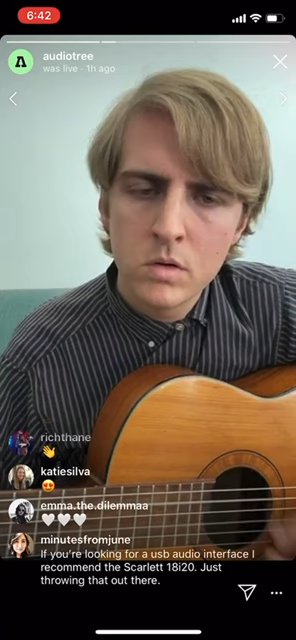 6:42
audiotree
was live · 1h ago
richthane
👋
katiesilva
😍
emma.the.dilemmaa
🤍🤍🤍
minutesfromjune
If you're looking for a usb audio interface I
recommend the Scarlett 18i20. Just
throwing that out there.